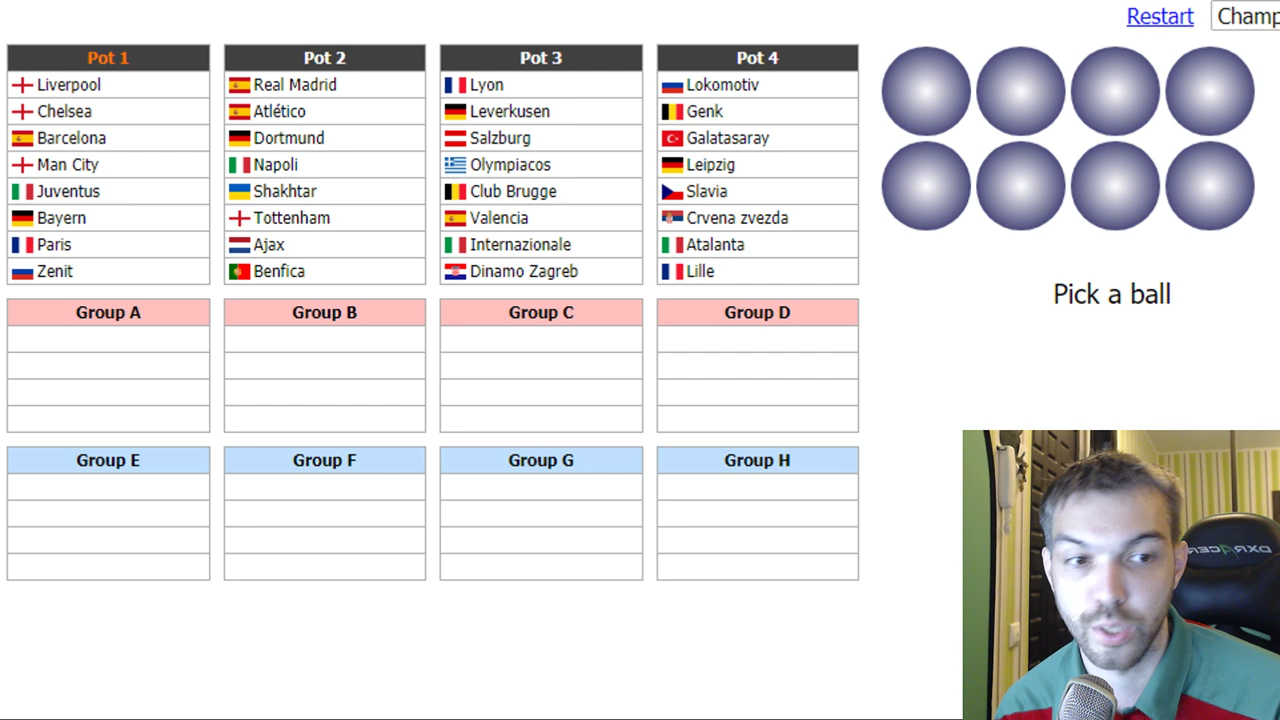 Restart Champ
Pot 1 Pot 2 Pot 3 Pot 4
Liverpool Real Madrid Lyon Lokomotiv
Chelsea Atlético Leverkusen Genk
Barcelona Dortmund Salzburg Galatasaray
Man City Napoli Olympiacos Leipzig
Juventus Shakhtar Club Brugge Slavia
Bayern Tottenham Valencia Crvena zvezda
Paris Ajax Internazionale Atalanta
Zenit Benfica Dinamo Zagreb Lille
Pick a ball
Group A Group B Group C Group D
Group E Group F Group G Group H
DXRACER